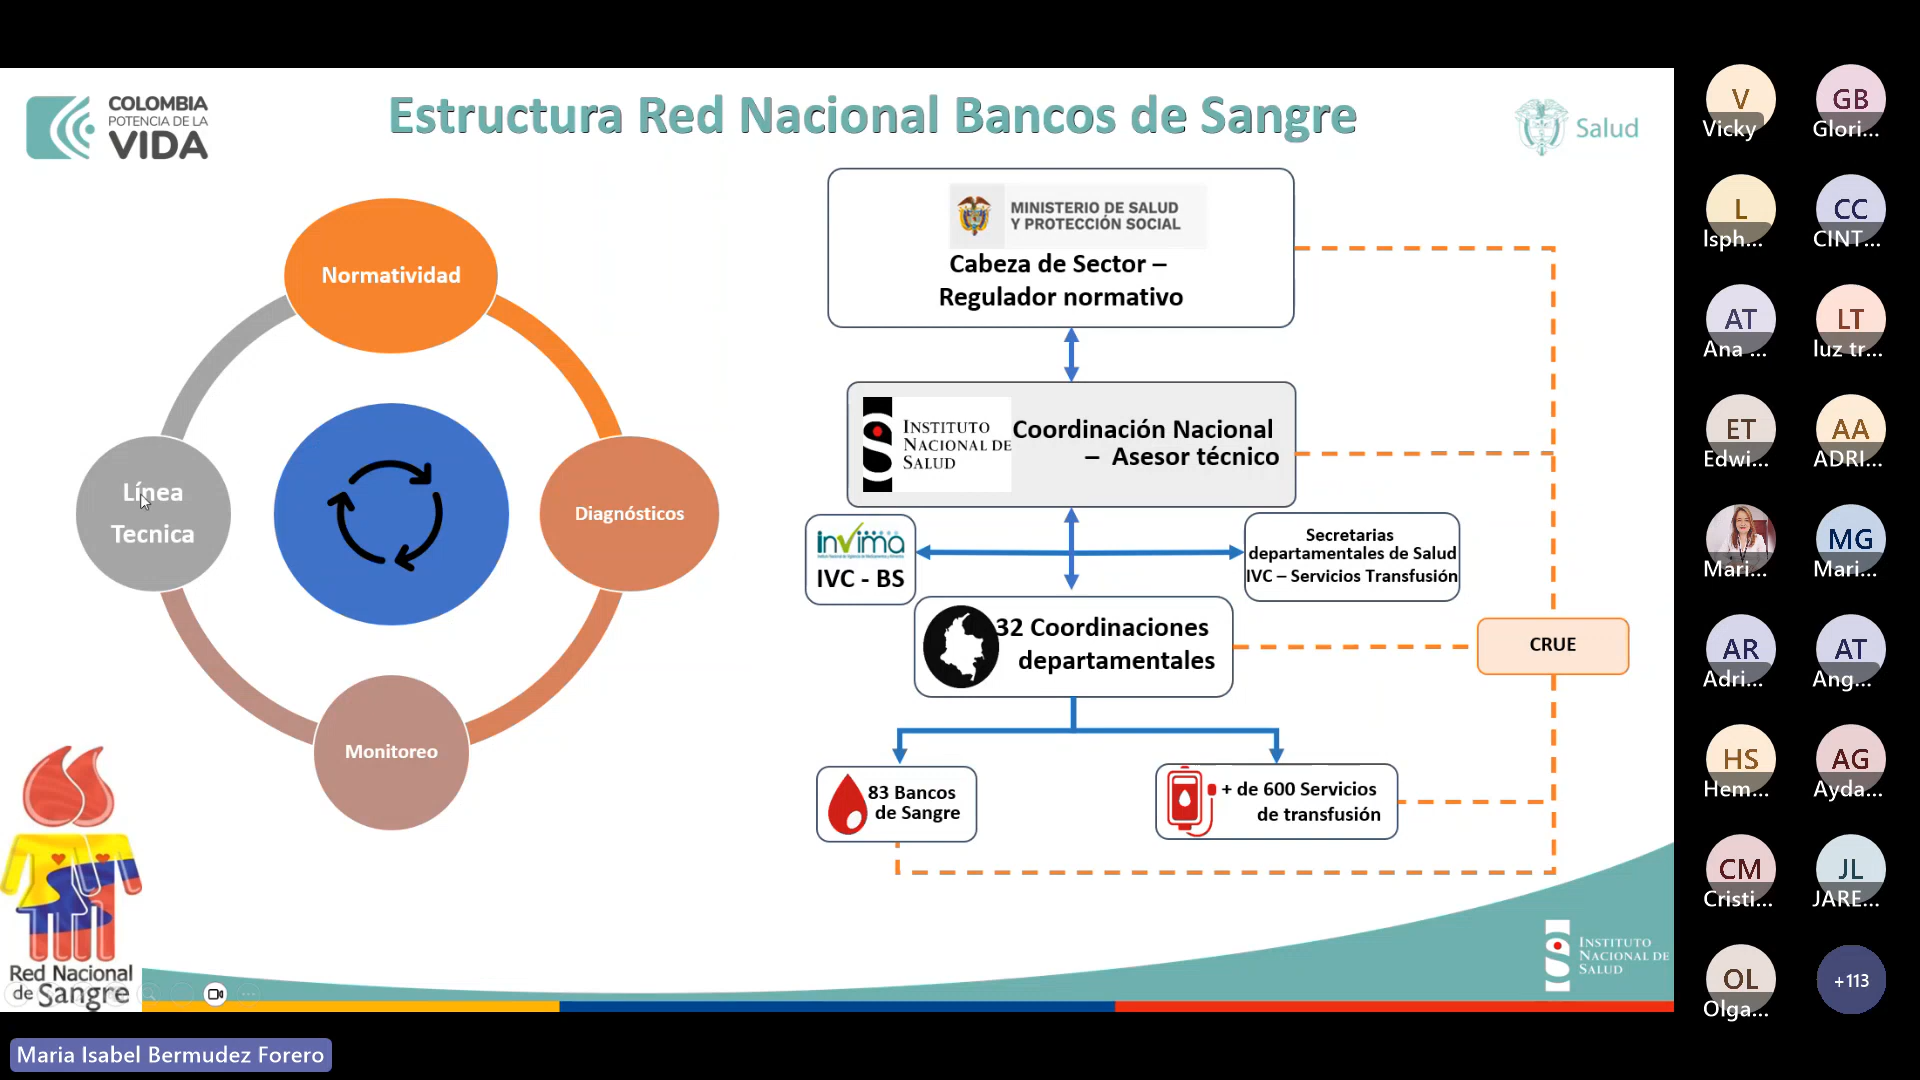 COLOMBIA
POTENCIA DE LA
VIDA
Estructura Red Nacional Bancos de Sangre
Salud
Normatividad
Línea
Tecnica
Diagnósticos
Monitoreo
MINISTERIO DE SALUD
Y PROTECCIÓN SOCIAL
Cabeza de Sector –
Regulador normativo
INSTITUTO
NACIONAL DE
SALUD
Coordinación Nacional
– Asesor técnico
invima
IVC - BS
Secretarias
departamentales de Salud
IVC – Servicios Transfusión
32 Coordinaciones
departamentales
CRUE
83 Bancos
de Sangre
+ de 600 Servicios
de transfusión
Red Nacional
de Sangre
INSTITUTO
NACIONAL DE
SALUD
Maria Isabel Bermudez Forero
V
Vicky
GB
Glori...
L
lsph...
CC
CINT...
AT
Ana ...
LT
luz tr...
ET
Edwi...
AA
ADRI...
Mari...
MG
Mari...
AR
Adri...
AT
Ang...
HS
Hem...
AG
Ayda...
CM
Cristi...
JL
JARE...
OL
Olga...
+113